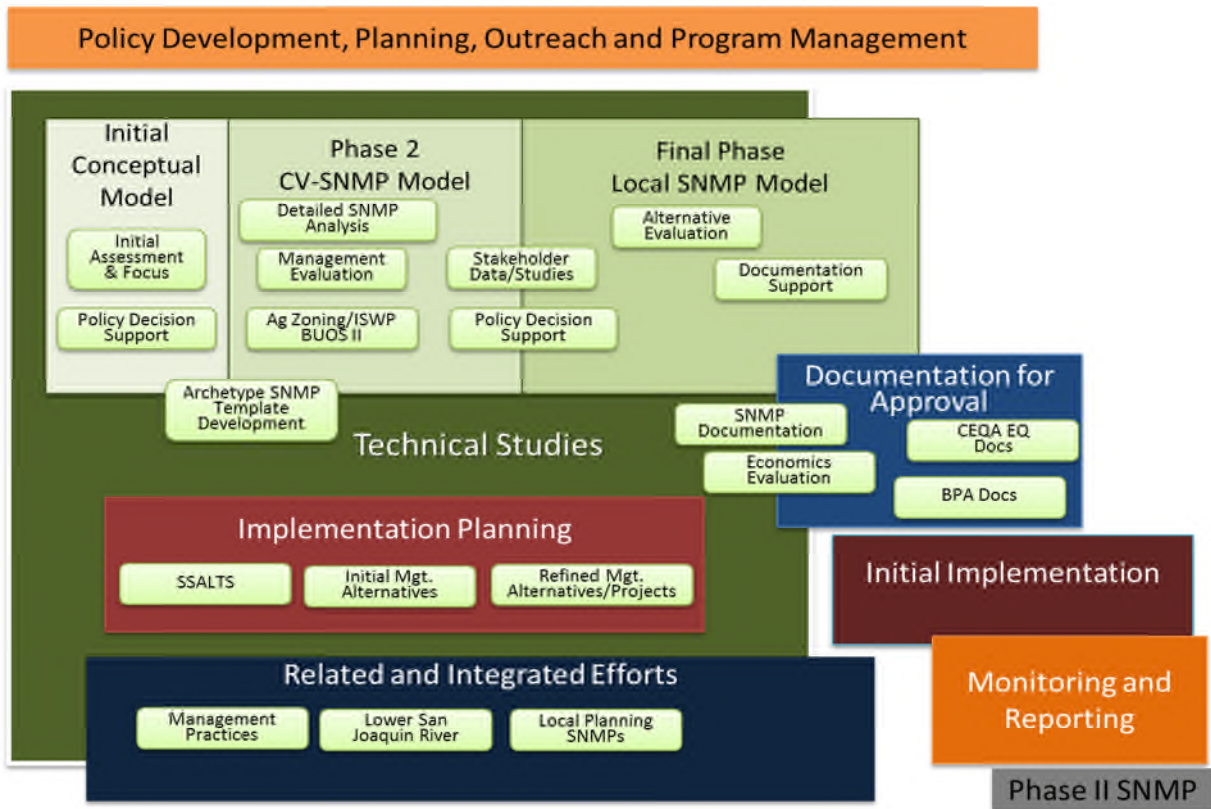 Policy Development, Planning, Outreach and Program Management
Initial
Conceptual
Model
Phase 2
CV-SNMP Model
Final Phase
Local SNMP Model
Initial
Assessment
& Focus
Policy Decision
Support
Detailed SNMP
Analysis
Management
Evaluation
Ag Zoning/ISWP
BUOS II
Stakeholder
Data/Studies
Policy Decision
Support
Alternative
Evaluation
Documentation
Support
Archetype SNMP
Template
Development
Technical Studies
Documentation for
Approval
SNMP
Documentation
Economics
Evaluation
CEQA EQ
Docs
BPA Docs
Implementation Planning
SSALTS
Initial Mgt.
Alternatives
Refined Mgt.
Alternatives/Projects
Initial Implementation
Related and Integrated Efforts
Management
Practices
Lower San
Joaquin River
Local Planning
SNMPs
Monitoring and
Reporting
Phase II SNMP